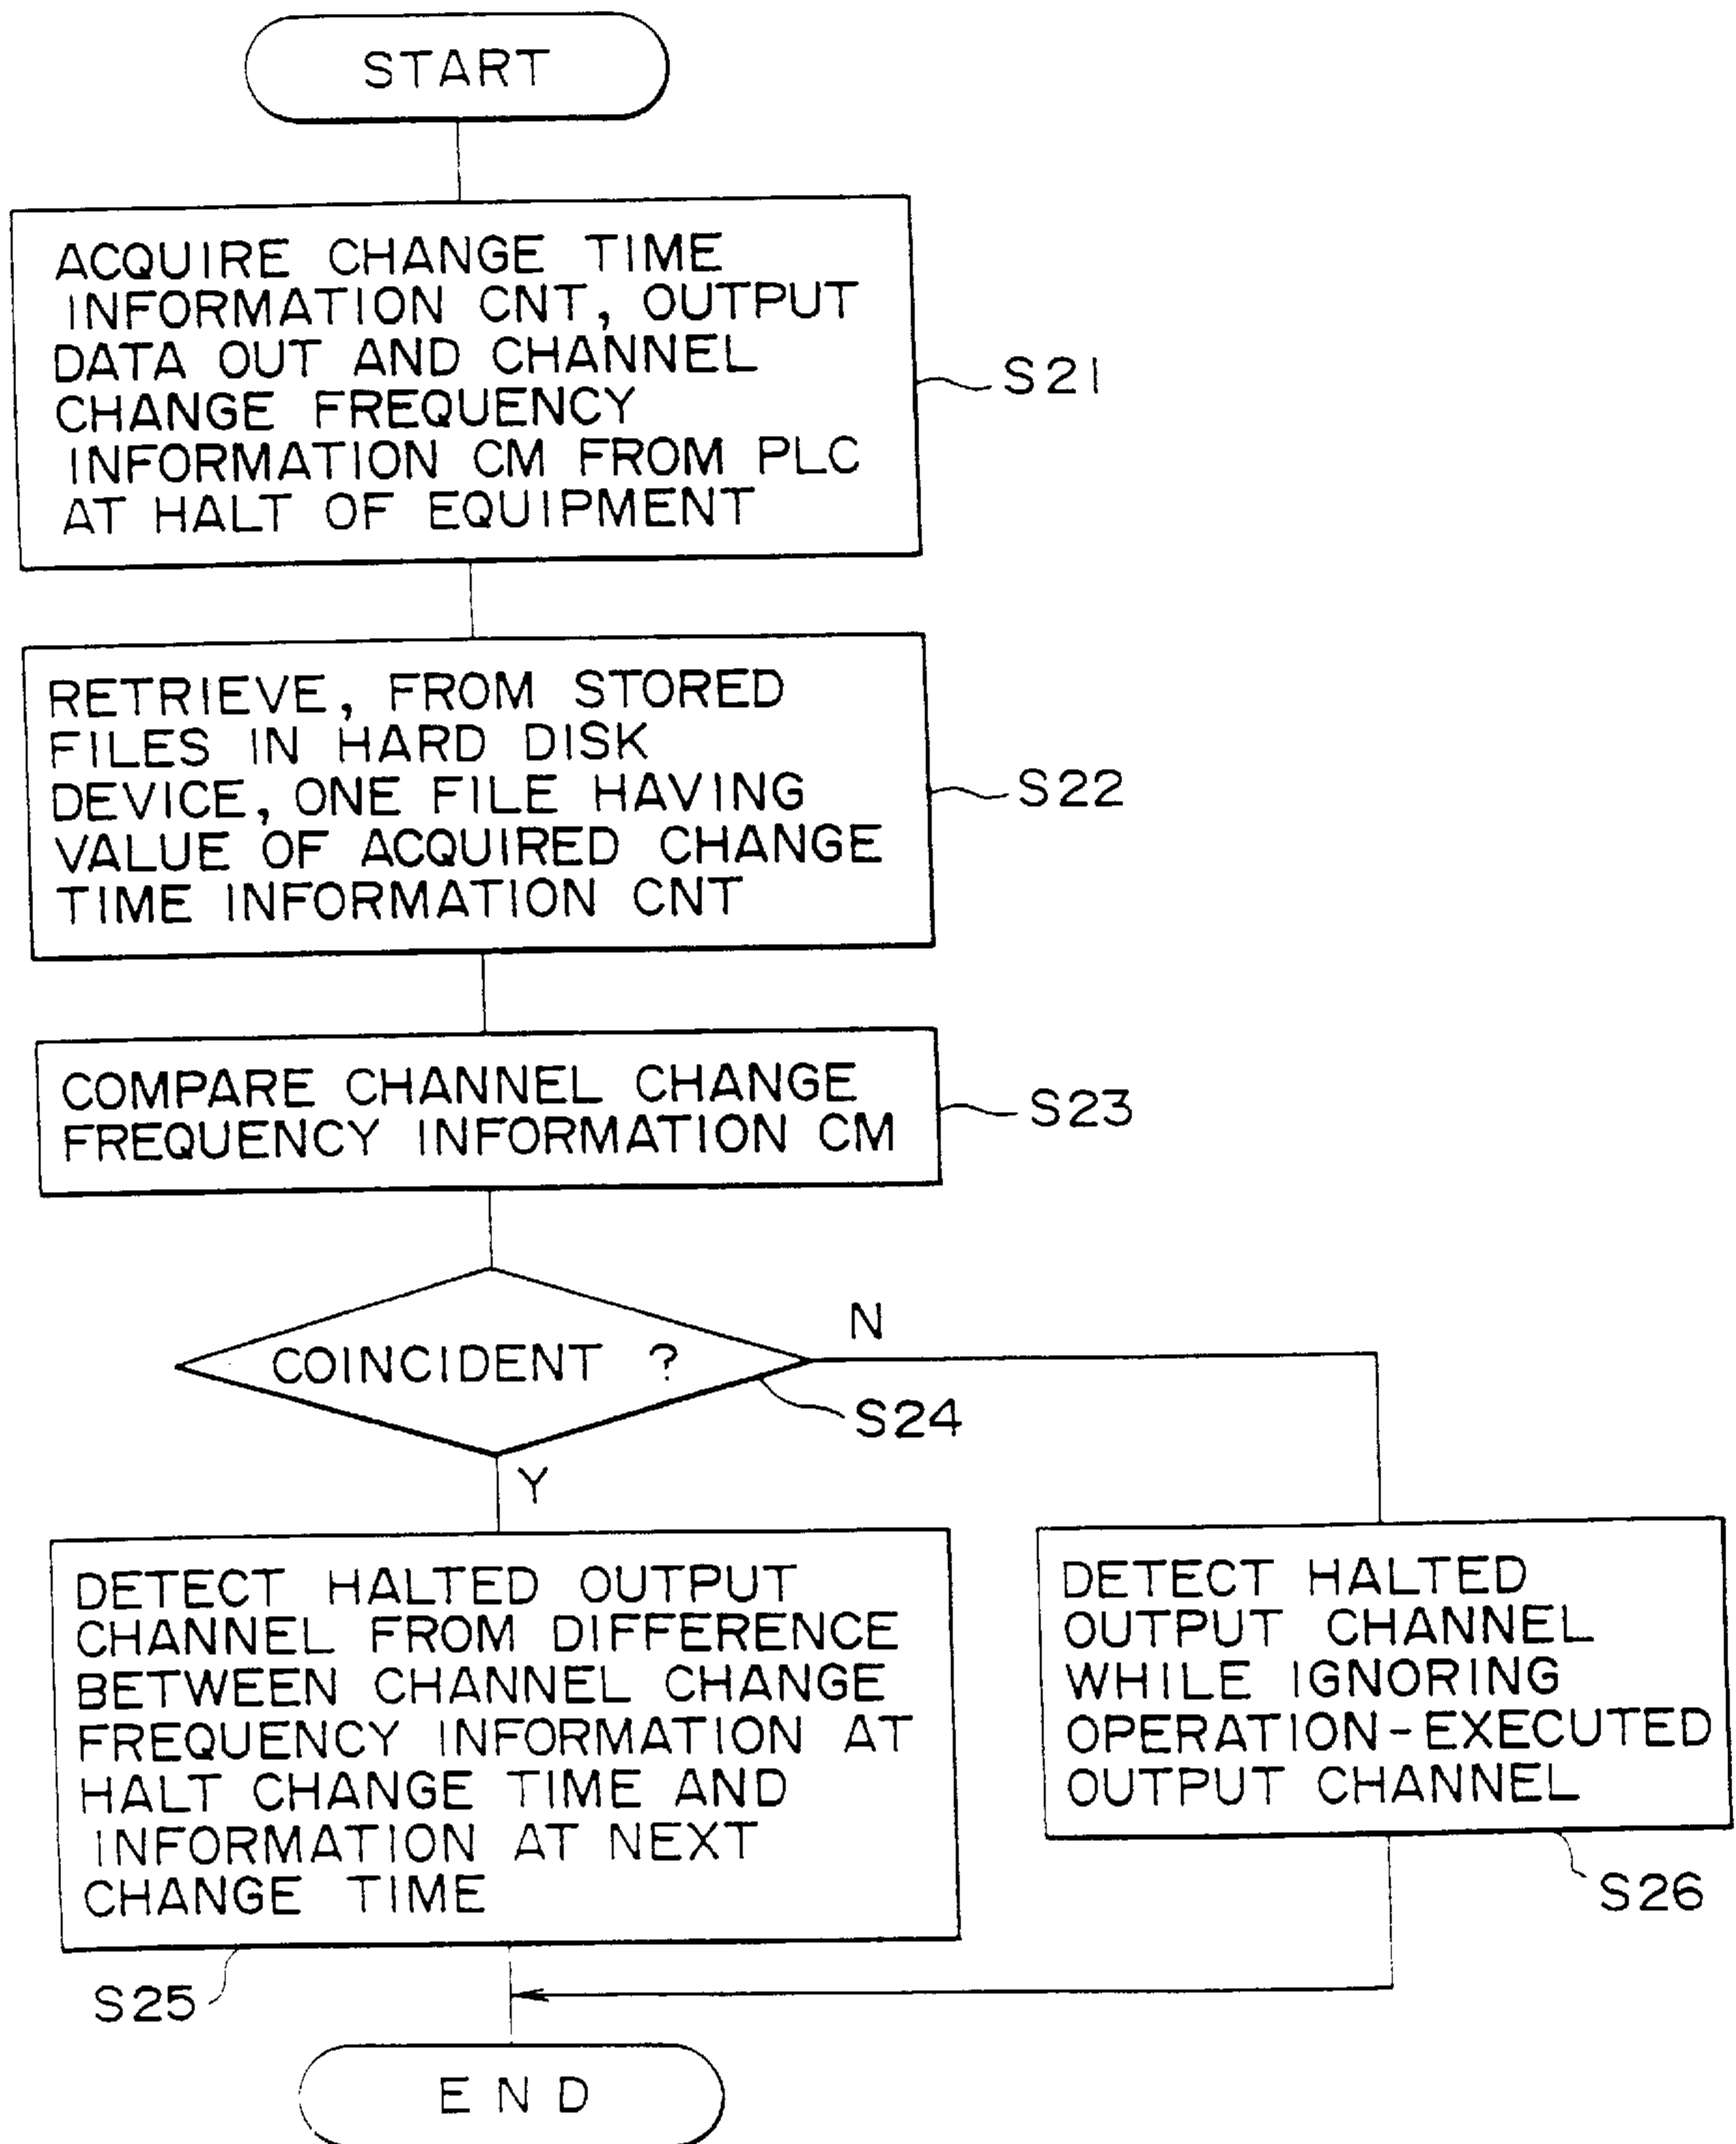 START
ACQUIRE CHANGE TIME
INFORMATION CNT, OUTPUT
DATA OUT AND CHANNEL
CHANGE FREQUENCY
INFORMATION CM FROM PLC
AT HALT OF EQUIPMENT
S21
RETRIEVE, FROM STORED
FILES IN HARD DISK
DEVICE, ONE FILE HAVING
VALUE OF ACQUIRED CHANGE
TIME INFORMATION CNT
S22
COMPARE CHANNEL CHANGE
FREQUENCY INFORMATION CM
S23
COINCIDENT ?
N
S24
Y
DETECT HALTED OUTPUT
CHANNEL FROM DIFFERENCE
BETWEEN CHANNEL CHANGE
FREQUENCY INFORMATION AT
HALT CHANGE TIME AND
INFORMATION AT NEXT
CHANGE TIME
S25
DETECT HALTED
OUTPUT CHANNEL
WHILE IGNORING
OPERATION-EXECUTED
OUTPUT CHANNEL
S26
END